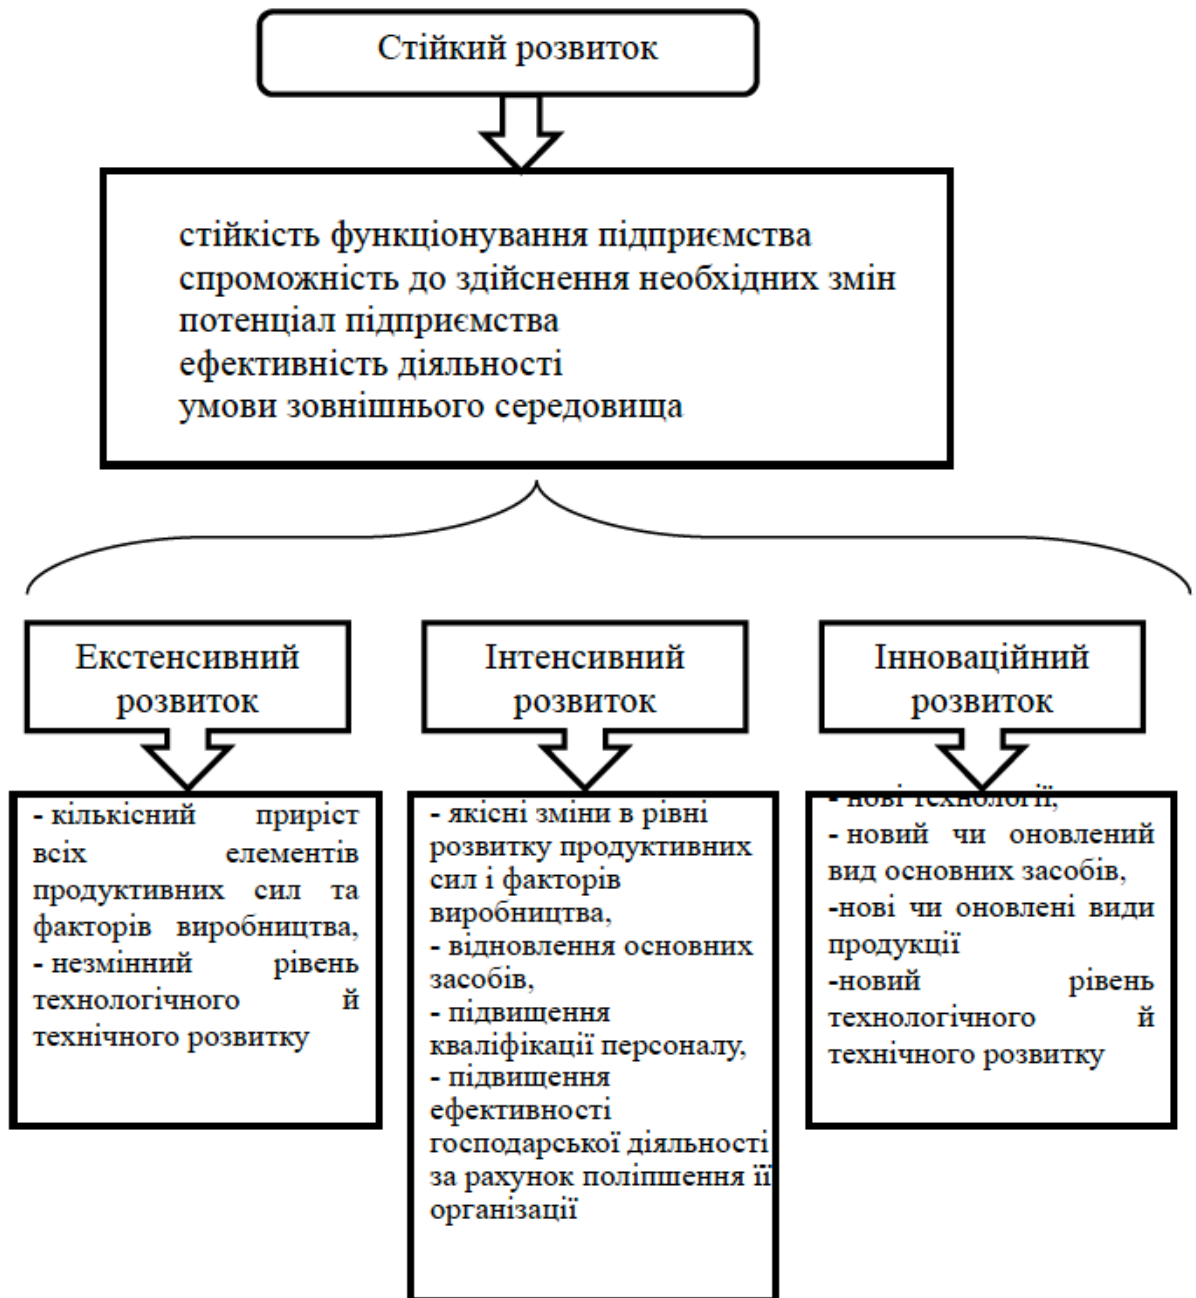 Стійкий розвиток
стійкість функціонування підприємства
спроможність до здійснення необхідних змін
потенціал підприємства
ефективність діяльності
умови зовнішнього середовища
Екстенсивний
розвиток
- кількісний приріст
всіх елементів
продуктивних сил та
факторів виробництва,
- незмінний рівень
технологічного й
технічного розвитку
Інтенсивний
розвиток
- якісні зміни в рівні
розвитку продуктивних
сил і факторів
виробництва,
- відновлення основних
засобів,
- підвищення
кваліфікації персоналу,
- підвищення
ефективності
господарської діяльності
за рахунок поліпшення її
організації
Інноваційний
розвиток
- нові технології,
- новий чи оновлений
вид основних засобів,
-нові чи оновлені види
продукції
-новий рівень
технологічного й
технічного розвитку